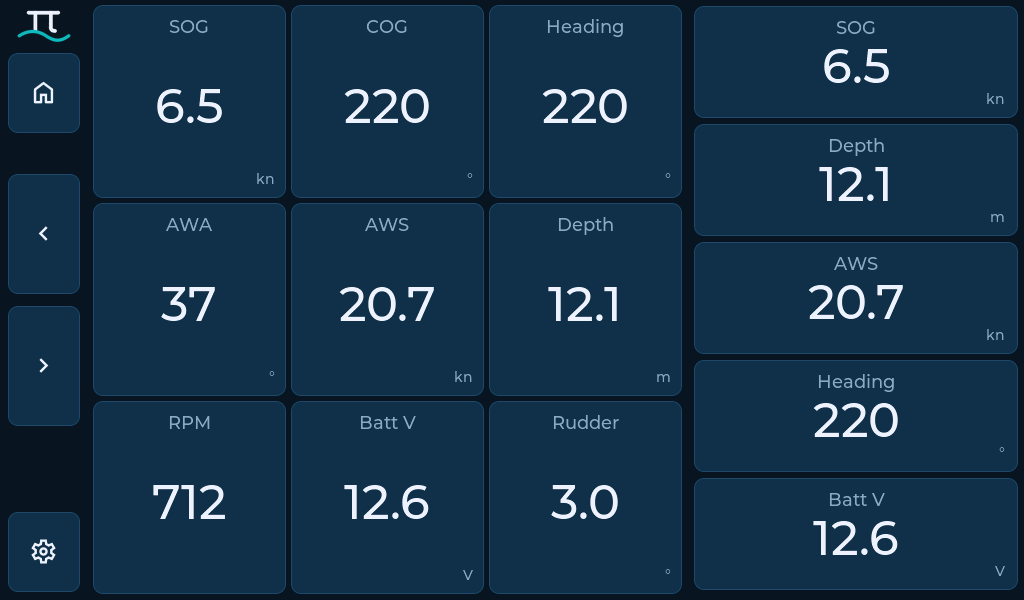 π
SOG
6.5
kn
COG
220
°
Heading
220
°
AWA
37
°
AWS
20.7
kn
Depth
12.1
m
RPM
712
Batt V
12.6
V
Rudder
3.0
°
SOG
6.5
kn
Depth
12.1
m
AWS
20.7
kn
Heading
220
°
Batt V
12.6
V